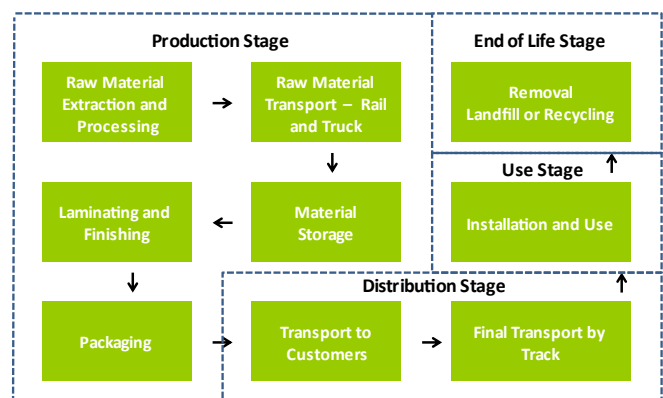 Production Stage
Raw Material
Extraction and
Processing
Raw Material
Transport – Rail
and Truck
Laminating and
Finishing
Material
Storage
Packaging
Distribution Stage
Transport to
Customers
Final Transport by
Track
Use Stage
Installation and Use
End of Life Stage
Removal
Landfill or Recycling